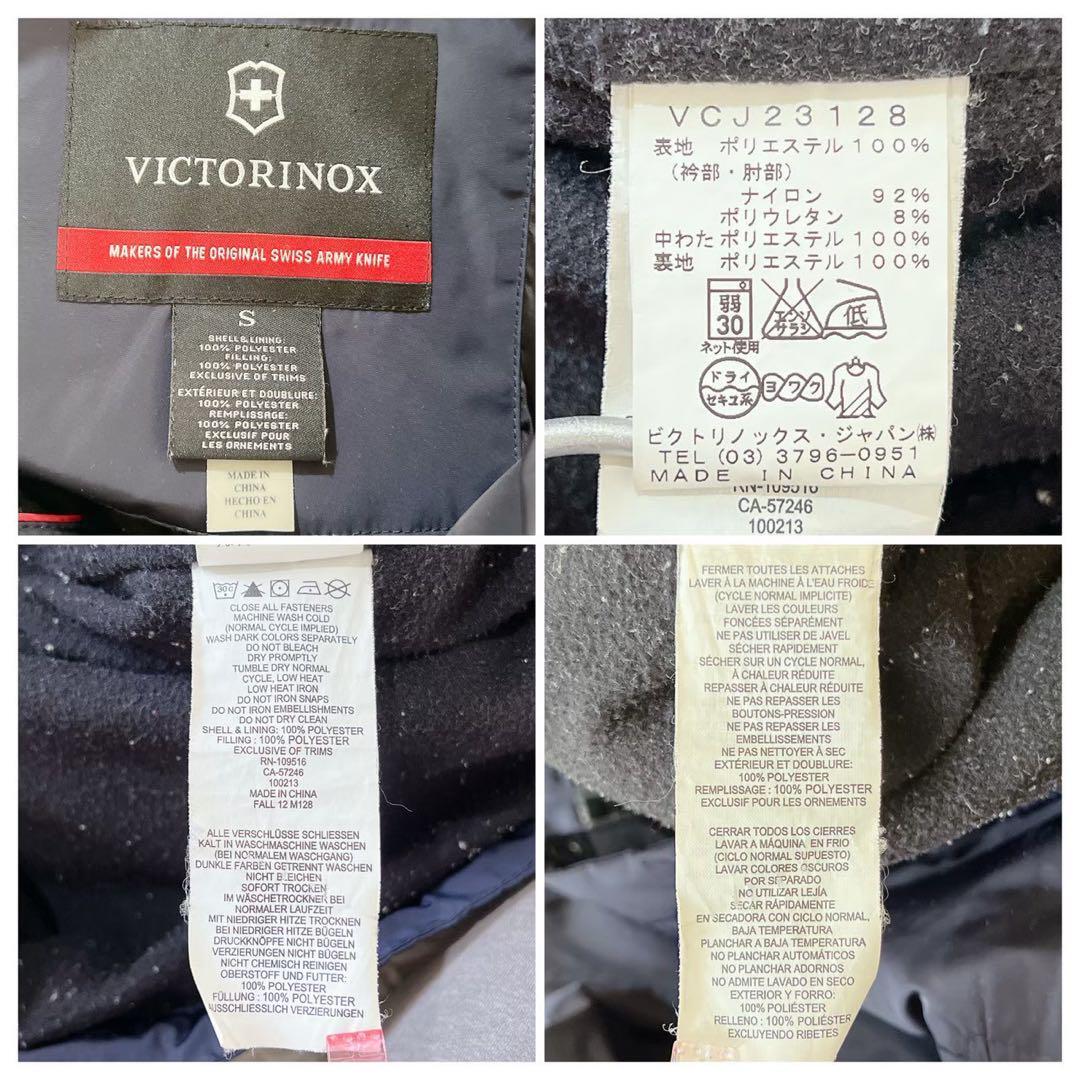 VICTORINOX
MAKERS OF THE ORIGINAL SWISS ARMY KNIFE
S
SHELL & LINING:
100% POLYESTER
FILLING:
100% POLYESTER
EXCLUSIVE OF TRIMS
EXTÉRIEUR ET DOUBLURE:
100% POLYESTER
REMPLISSAGE:
100% POLYESTER
EXCLUSIF POUR
LES ORNEMENTS
MADE IN
CHINA
HECHO EN
CHINA
VCJ23128
表地 ポリエステル100%
(衿部・肘部)
ナイロン 92%
ポリウレタン 8%
中わた ポリエステル100%
裏地 ポリエステル100%
弱 30
エンソ サラシ
低
ネット使用
ドライ セキユ系
ヨワク
ビクトリノックス・ジャパン㈱
TEL (03) 3796-0951
MADE IN CHINA
RN-109516
CA-57246
100213
30C
CLOSE ALL FASTENERS
MACHINE WASH COLD
(NORMAL CYCLE IMPLIED)
WASH DARK COLORS SEPARATELY
DO NOT BLEACH
DRY PROMPTLY
TUMBLE DRY NORMAL
CYCLE, LOW HEAT
LOW HEAT IRON
DO NOT IRON SNAPS
DO NOT IRON EMBELLISHMENTS
DO NOT DRY CLEAN
SHELL & LINING: 100% POLYESTER
FILLING : 100% POLYESTER
EXCLUSIVE OF TRIMS
RN-109516
CA-57246
100213
MADE IN CHINA
FALL 12 M128
ALLE VERSCHLÜSSE SCHLIESSEN
KALT IN WASCHMASCHINE WASCHEN
(BEI NORMALEM WASCHGANG)
DUNKLE FARBEN GETRENNT WASCHEN
NICHT BLEICHEN
SOFORT TROCKEN
IM WÄSCHETROCKNER BEI
NORMALER LAUFZEIT
MIT NIEDRIGER HITZE TROCKNEN
BEI NIEDRIGER HITZE BÜGELN
DRUCKKNÖPFE NICHT BÜGELN
VERZIERUNGEN NICHT BÜGELN
NICHT CHEMISCH REINIGEN
OBERSTOFF UND FUTTER:
100% POLYESTER
FÜLLUNG : 100% POLYESTER
AUSSCHLIESSLICH VERZIERUNGEN
FERMER TOUTES LES ATTACHES
LAVER À LA MACHINE À L'EAU FROIDE
(CYCLE NORMAL IMPLICITE)
LAVER LES COULEURS
FONCÉES SÉPARÉMENT
NE PAS UTILISER DE JAVEL
SÉCHER RAPIDEMENT
SÉCHER SUR UN CYCLE NORMAL,
À CHALEUR RÉDUITE
REPASSER À CHALEUR RÉDUITE
NE PAS REPASSER LES
BOUTONS-PRESSION
NE PAS REPASSER LES
EMBELLISSEMENTS
NE PAS NETTOYER À SEC
EXTÉRIEUR ET DOUBLURE:
100% POLYESTER
REMPLISSAGE : 100% POLYESTER
EXCLUSIF POUR LES ORNEMENTS
CERRAR TODOS LOS CIERRES
LAVAR A MÁQUINA EN FRIO
(CICLO NORMAL SUPUESTO)
LAVAR COLORES OSCUROS
POR SEPARADO
NO UTILIZAR LEJÍA
SECAR RÁPIDAMENTE
EN SECADORA CON CICLO NORMAL,
BAJA TEMPERATURA
PLANCHAR A BAJA TEMPERATURA
NO PLANCHAR AUTOMÁTICOS
NO PLANCHAR ADORNOS
NO ADMITE LAVADO EN SECO
EXTERIOR Y FORRO:
100% POLIÉSTER
RELLENO : 100% POLIÉSTER
EXCLUYENDO RIBETES